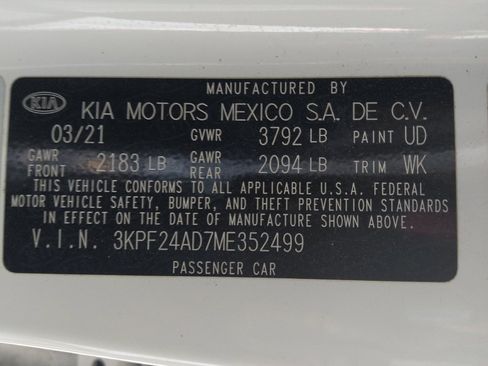 MANUFACTURED BY
KIA KIA MOTORS MEXICO S.A. DE C.V.
03/21 GVWR 3792 LB PAINT UD
GAWR FRONT 2183 LB GAWR REAR 2094 LB TRIM WK
THIS VEHICLE CONFORMS TO ALL APPLICABLE U.S.A. FEDERAL
MOTOR VEHICLE SAFETY, BUMPER, AND THEFT PREVENTION STANDARDS
IN EFFECT ON THE DATE OF MANUFACTURE SHOWN ABOVE.
V.I.N. 3KPF24AD7ME352499
PASSENGER CAR